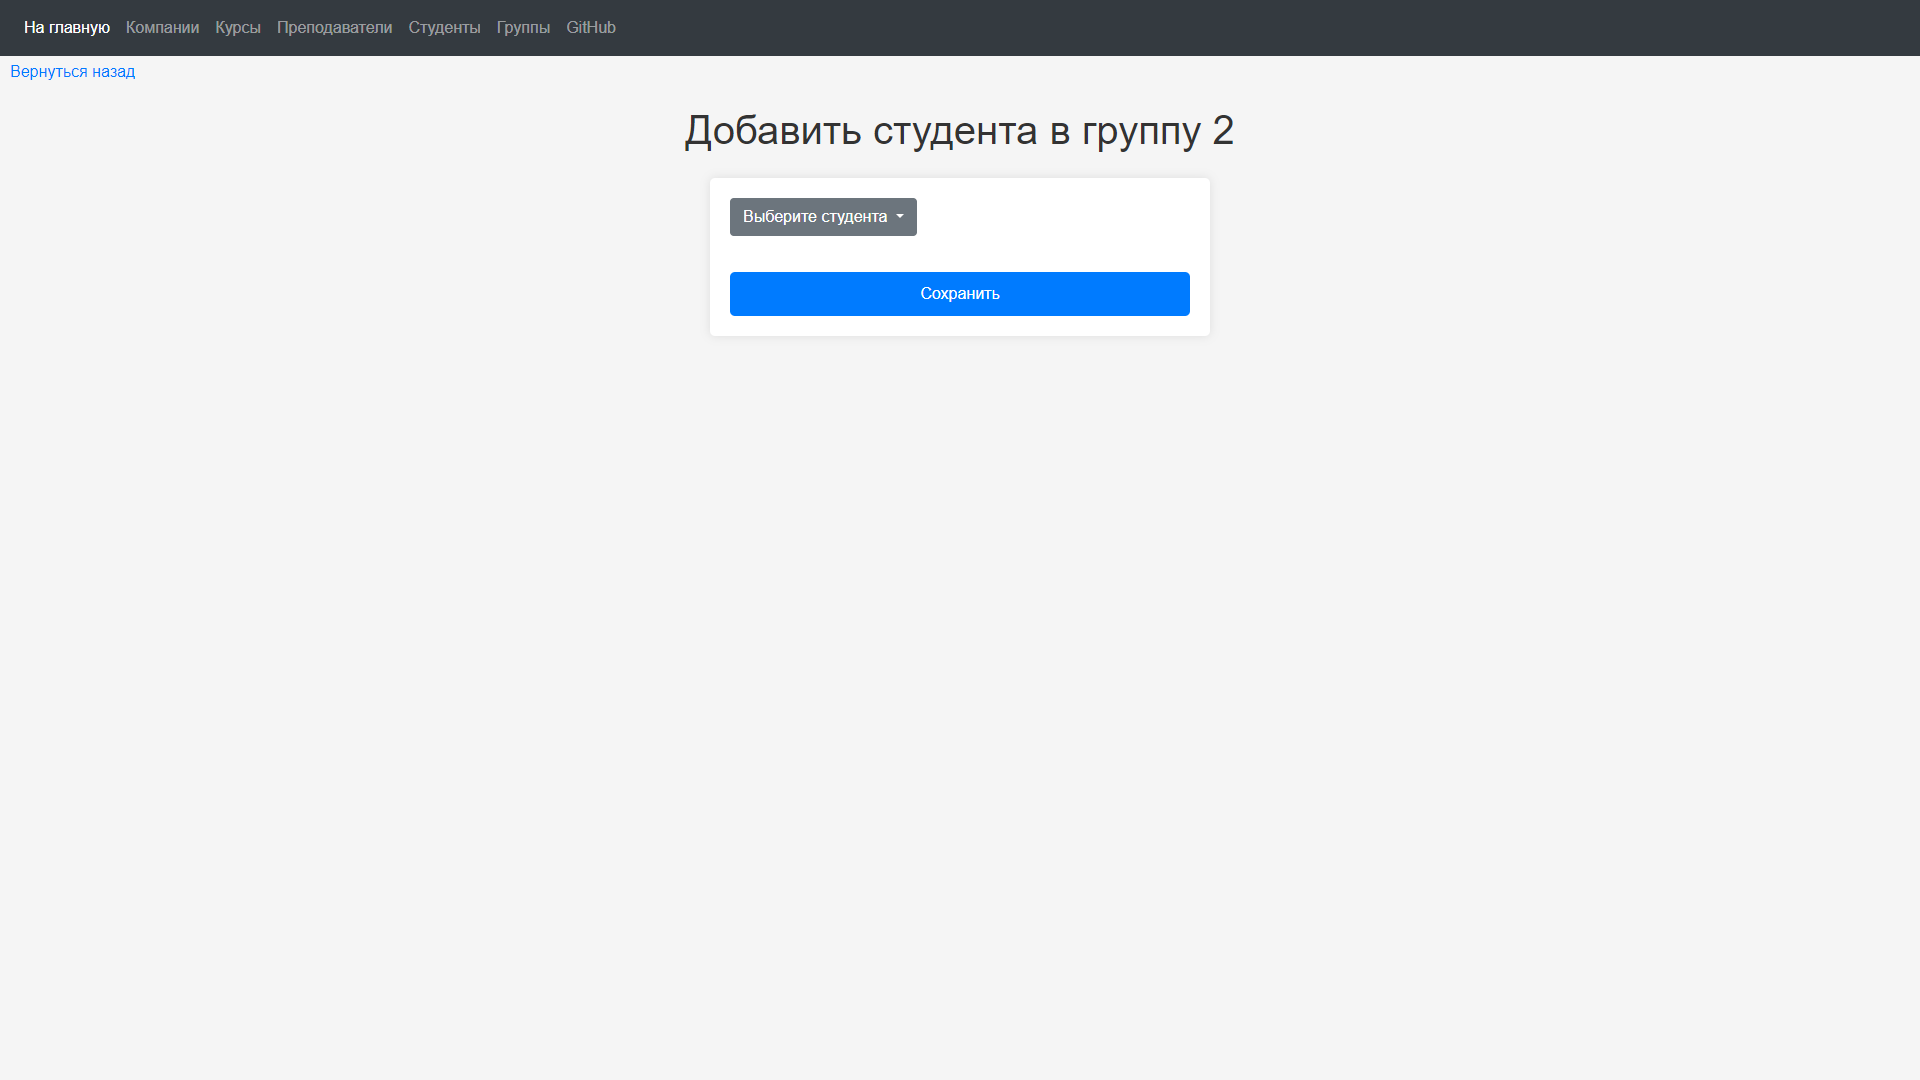 На главную Компании Курсы Преподаватели Студенты Группы GitHub
Вернуться назад
Добавить студента в группу 2
Выберите студента
Сохранить